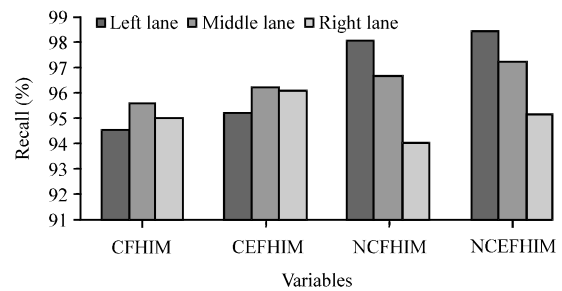 99
98
97
96
95
94
93
92
91
Recall (%)
Left lane Middle lane Right lane
CFHIM CEFHIM NCFHIM NCEFHIM
Variables